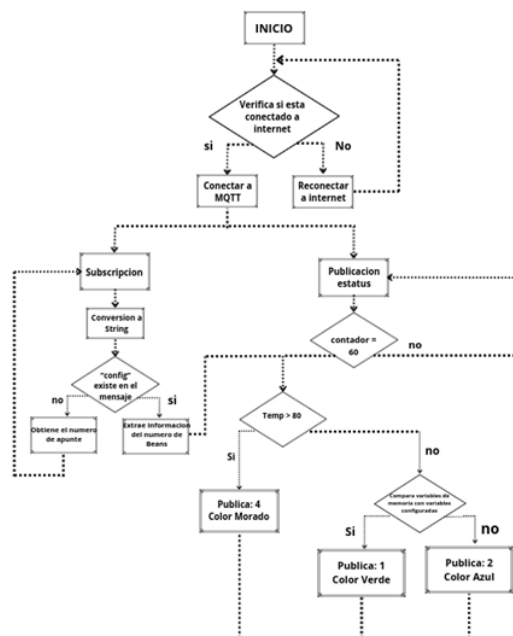 INICIO
Verifica si esta
conectado a
internet
si
No
Conectar a
MQTT
Reconectar
a internet
Subscripcion
Publicacion
estatus
Conversion a
String
contador =
60
no
"config"
existe en el
mensaje
no
si
Obtiene el numero
de apunte
Extrae informacion
del numero de
Beans
Temp > 80
Si
no
Publica: 4
Color Morado
Compara variables de
memoria con variables
configuradas
Si
no
Publica: 1
Color Verde
Publica: 2
Color Azul